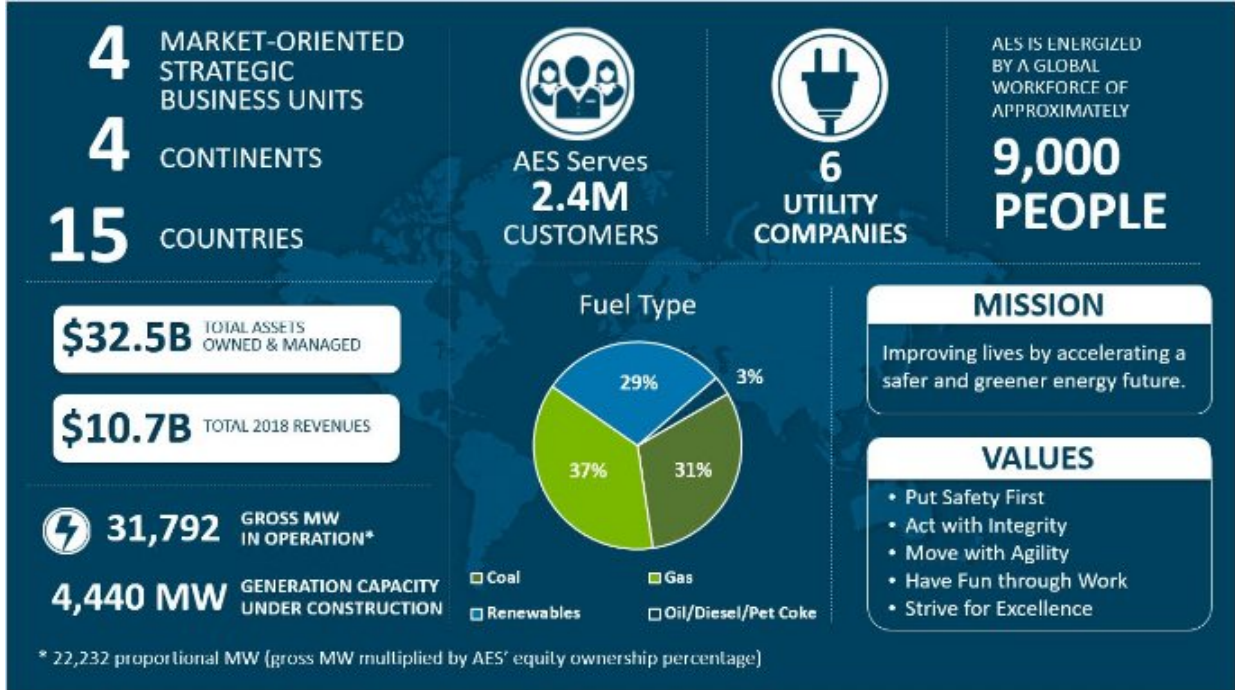 4 MARKET-ORIENTED
STRATEGIC
BUSINESS UNITS
4 CONTINENTS
15 COUNTRIES
AES Serves
2.4M
CUSTOMERS
6
UTILITY
COMPANIES
AES IS ENERGIZED
BY A GLOBAL
WORKFORCE OF
APPROXIMATELY
9,000
PEOPLE
$32.5B TOTAL ASSETS
OWNED & MANAGED
$10.7B TOTAL 2018 REVENUES
31,792 GROSS MW
IN OPERATION*
4,440 MW GENERATION CAPACITY
UNDER CONSTRUCTION
Fuel Type
29%
3%
37%
31%
Coal
Gas
Renewables
Oil/Diesel/Pet Coke
MISSION
Improving lives by accelerating a
safer and greener energy future.
VALUES
• Put Safety First
• Act with Integrity
• Move with Agility
• Have Fun through Work
• Strive for Excellence
* 22,232 proportional MW (gross MW multiplied by AES’ equity ownership percentage)